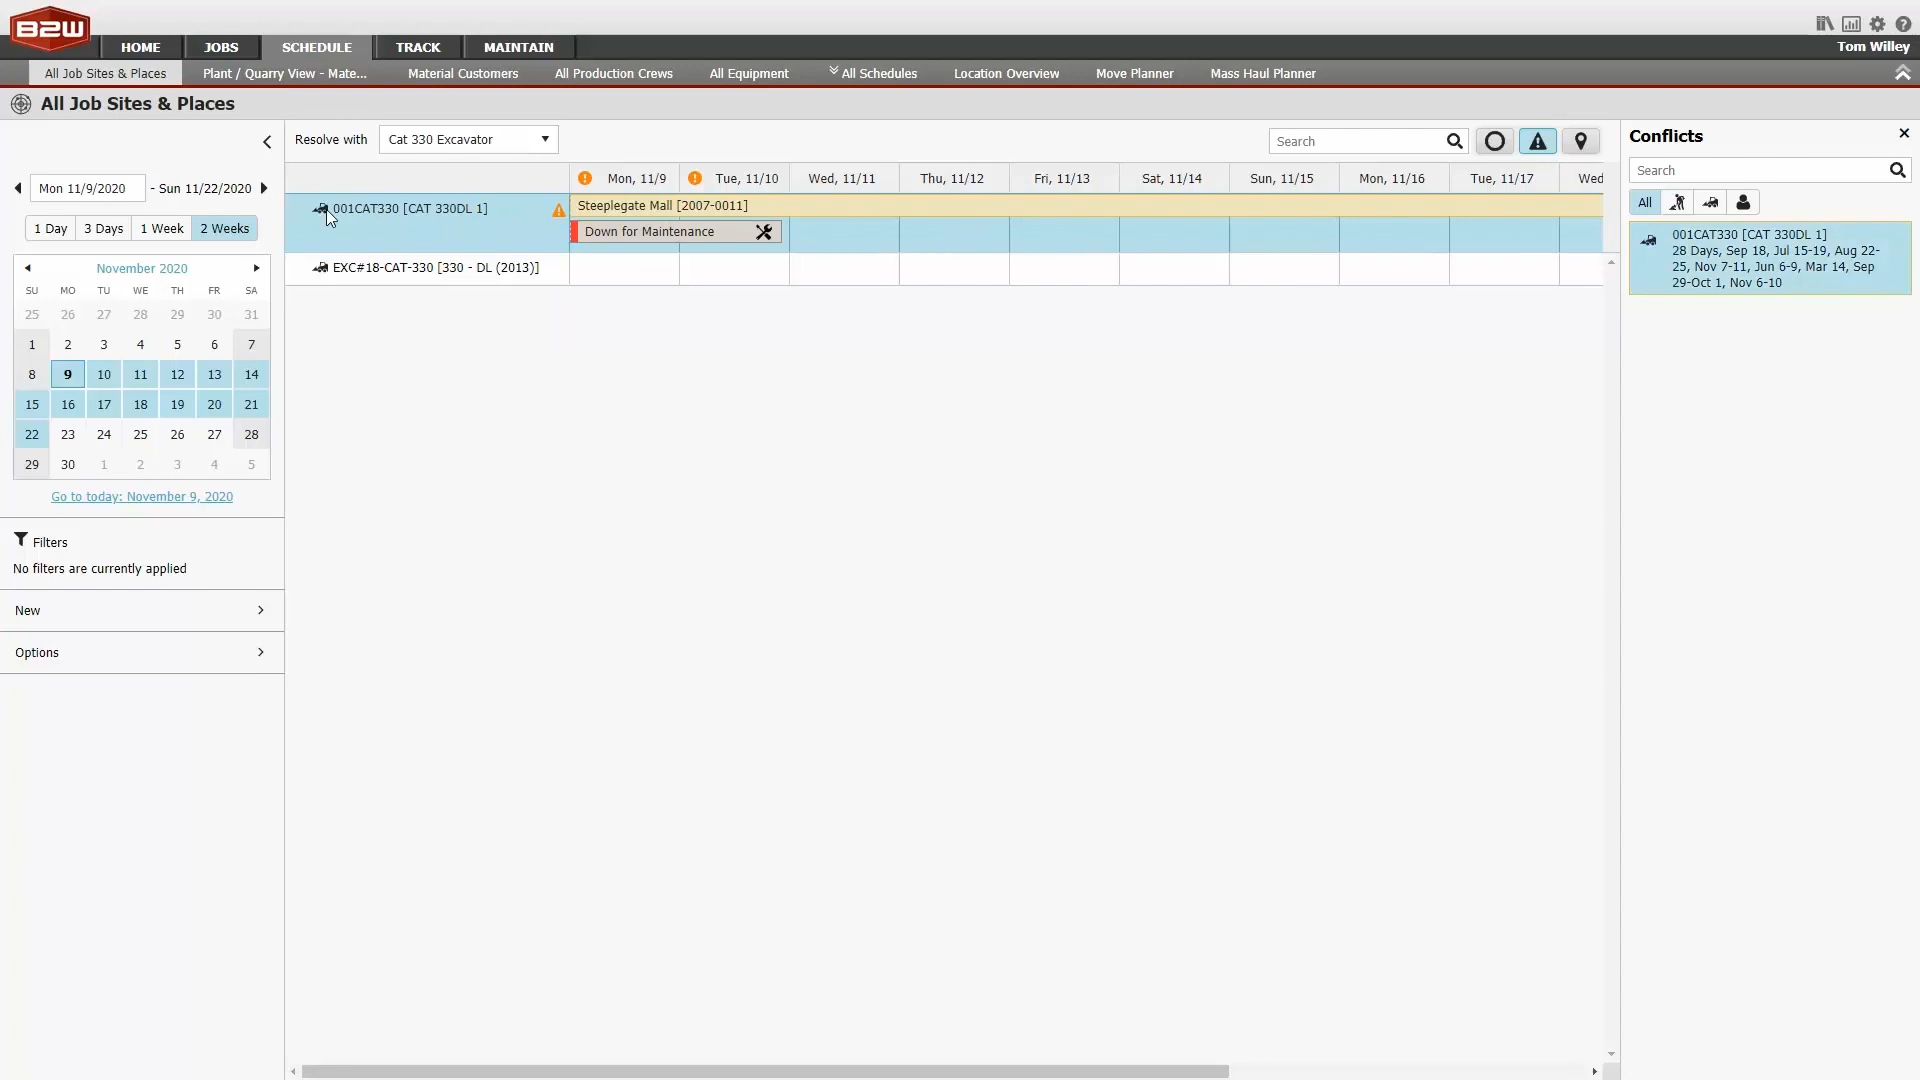 B2W
HOME JOBS SCHEDULE TRACK MAINTAIN
Tom Willey
All Job Sites & Places Plant / Quarry View - Mate... Material Customers All Production Crews All Equipment All Schedules Location Overview Move Planner Mass Haul Planner
All Job Sites & Places
Mon 11/9/2020 - Sun 11/22/2020
1 Day 3 Days 1 Week 2 Weeks
November 2020
SU MO TU WE TH FR SA
25 26 27 28 29 30 31
1 2 3 4 5 6 7
8 9 10 11 12 13 14
15 16 17 18 19 20 21
22 23 24 25 26 27 28
29 30 1 2 3 4 5
Go to today: November 9, 2020
Filters
No filters are currently applied
New
Options
Resolve with Cat 330 Excavator Search
Mon, 11/9 Tue, 11/10 Wed, 11/11 Thu, 11/12 Fri, 11/13 Sat, 11/14 Sun, 11/15 Mon, 11/16 Tue, 11/17 Wed
001CAT330 [CAT 330DL 1] Steeplegate Mall [2007-0011]
Down for Maintenance
EXC#18-CAT-330 [330 - DL (2013)]
Conflicts
Search
All
001CAT330 [CAT 330DL 1]
28 Days, Sep 18, Jul 15-19, Aug 22-
25, Nov 7-11, Jun 6-9, Mar 14, Sep
29-Oct 1, Nov 6-10